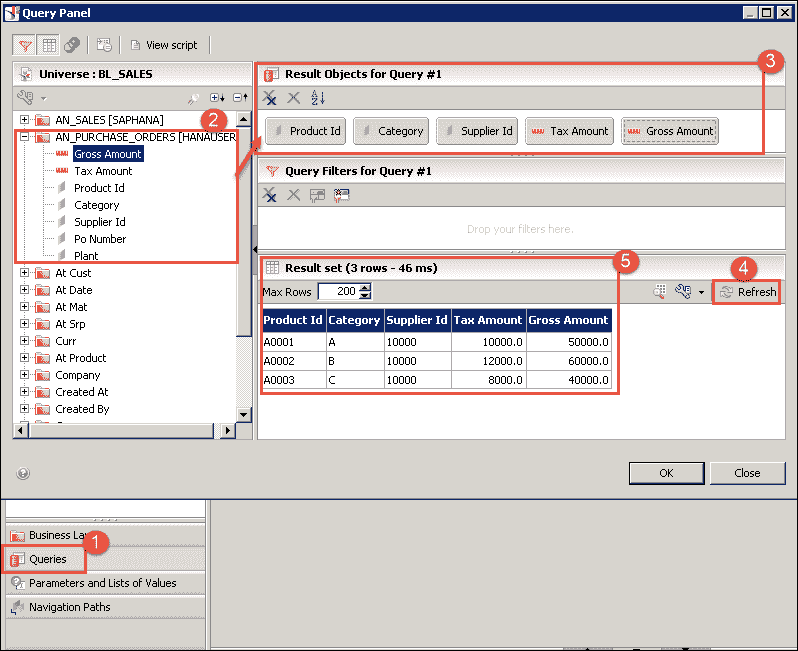 Query Panel
View script
Universe : BL_SALES
2
AN_SALES [SAPHANA]
AN_PURCHASE_ORDERS [HANAUSER
Gross Amount
Tax Amount
Product Id
Category
Supplier Id
Po Number
Plant
At Cust
At Date
At Mat
At Srp
Curr
At Product
Company
Created At
Created By
3
Result Objects for Query #1
Product Id Category Supplier Id Tax Amount Gross Amount
Query Filters for Query #1
Drop your filters here.
5
Result set (3 rows - 46 ms)
4
Max Rows 200 Refresh
Product Id Category Supplier Id Tax Amount Gross Amount
A0001 A 10000 10000.0 50000.0
A0002 B 10000 12000.0 60000.0
A0003 C 10000 8000.0 40000.0
OK Close
Business La
1
Queries
Parameters and Lists of Values
Navigation Paths